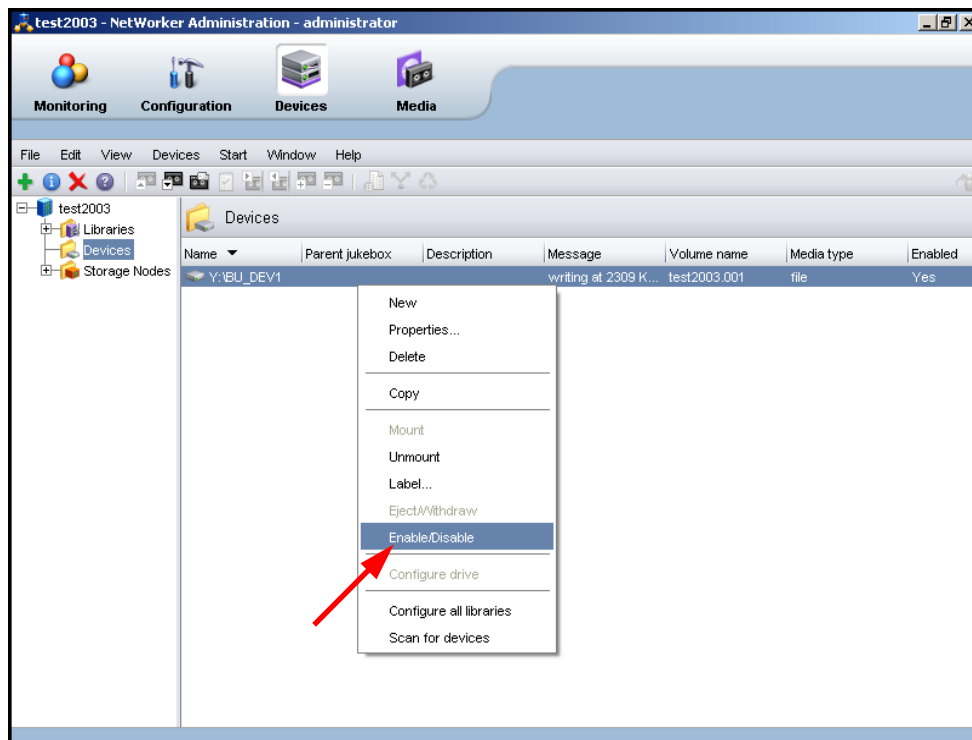 test2003 - NetWorker Administration - administrator
Monitoring Configuration Devices Media
File Edit View Devices Start Window Help
test2003
Libraries
Devices
Storage Nodes
Devices
Name Parent jukebox Description Message Volume name Media type Enabled
Y:\BU_DEV1 writing at 2309 K... test2003.001 file Yes
New
Properties...
Delete
Copy
Mount
Unmount
Label...
Eject/Withdraw
Enable/Disable
Configure drive
Configure all libraries
Scan for devices